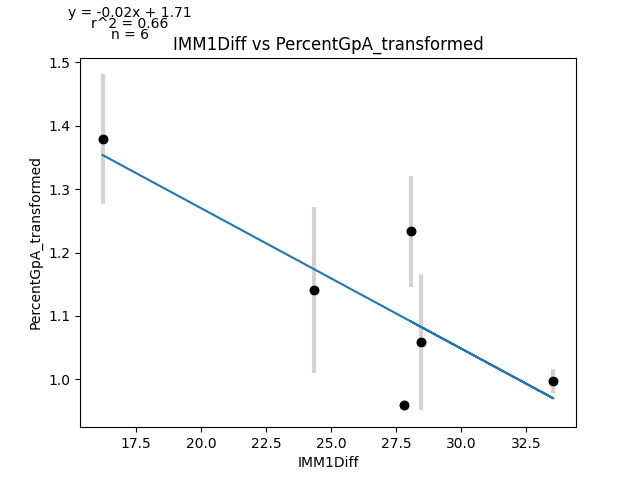 y = -0.02x + 1.71
r^2 = 0.66
n = 6
IMM1Diff vs PercentGpA_transformed
1.5
1.4
1.3
1.2
1.1
1.0
PercentGpA_transformed
17.5 20.0 22.5 25.0 27.5 30.0 32.5
IMM1Diff